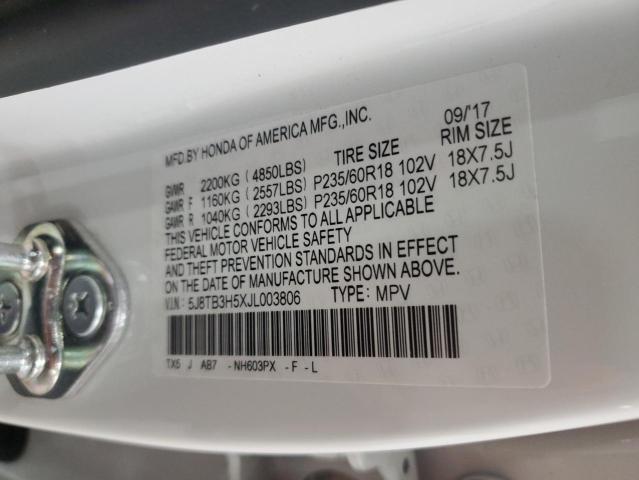 MFD.BY HONDA OF AMERICA MFG.,INC. 09/'17
TIRE SIZE RIM SIZE
GVWR 2200KG (4850LBS)
GAWR F 1160KG (2557LBS) P235/60R18 102V 18X7.5J
GAWR R 1040KG (2293LBS) P235/60R18 102V 18X7.5J
THIS VEHICLE CONFORMS TO ALL APPLICABLE
FEDERAL MOTOR VEHICLE SAFETY
AND THEFT PREVENTION STANDARDS IN EFFECT
ON THE DATE OF MANUFACTURE SHOWN ABOVE.
V.I.N: 5J8TB3H5XJL003806 TYPE: MPV
TX5 J AB7 -NH603PX -F -L